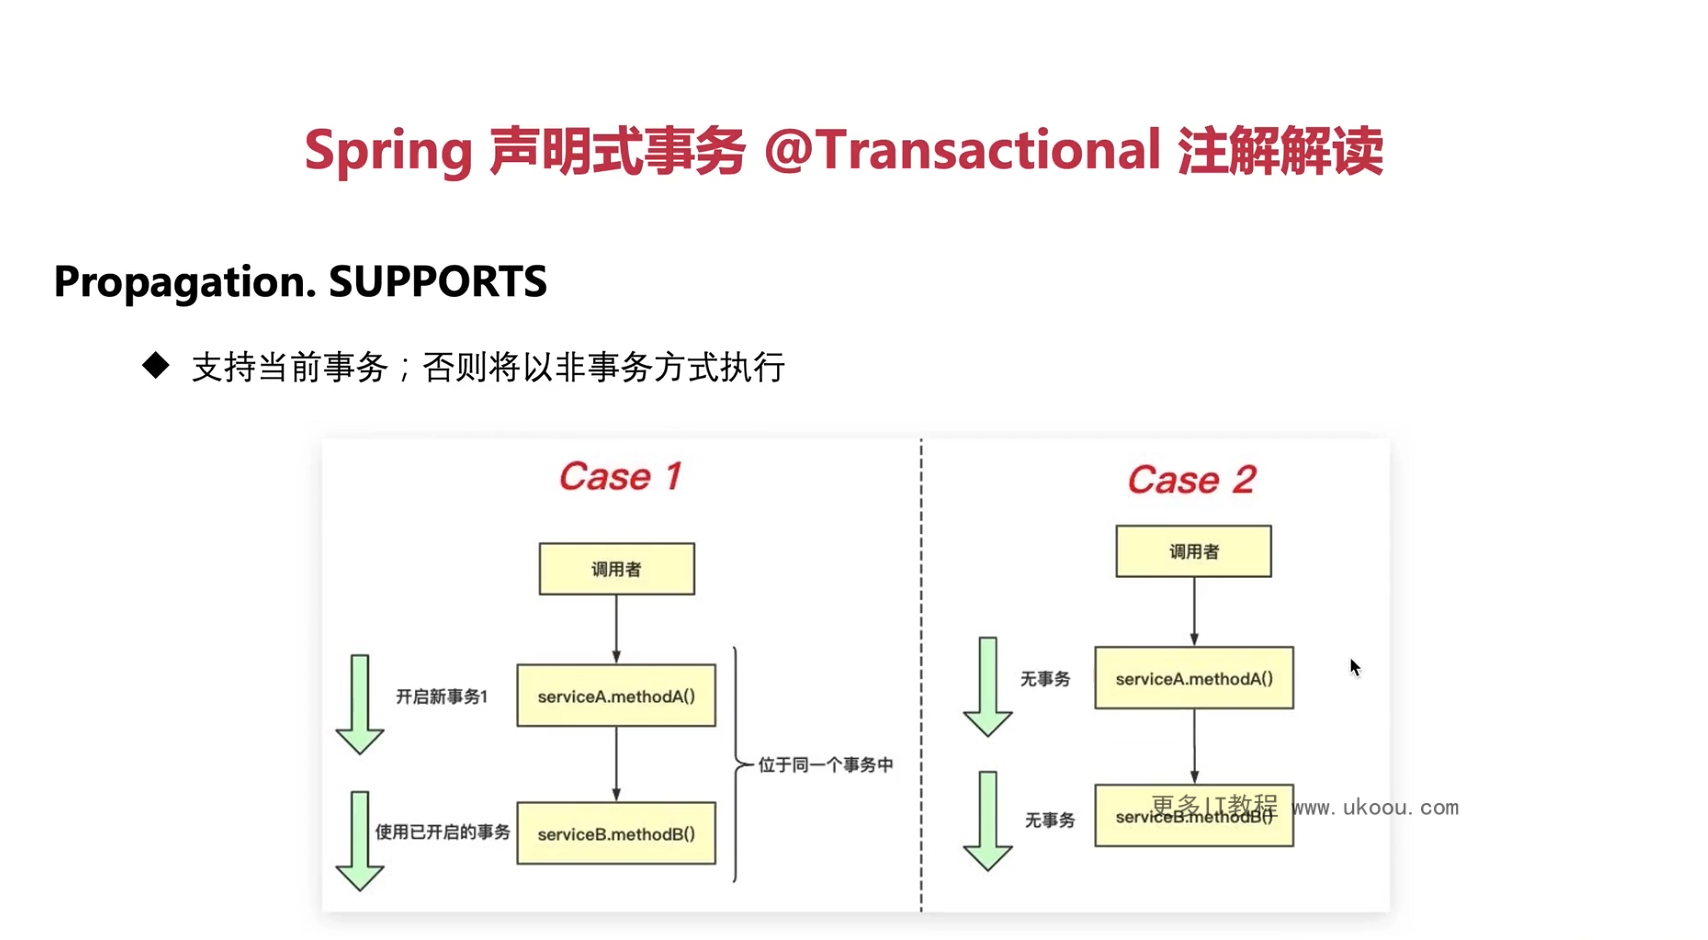 Spring 声明式事务 @Transactional 注解解读
Propagation. SUPPORTS
支持当前事务；否则将以非事务方式执行
Case 1
调用者
开启新事务1
serviceA.methodA()
位于同一个事务中
使用已开启的事务
serviceB.methodB()
Case 2
调用者
无事务
serviceA.methodA()
无事务
serviceB.methodB()
更多IT教程 www.ukoou.com